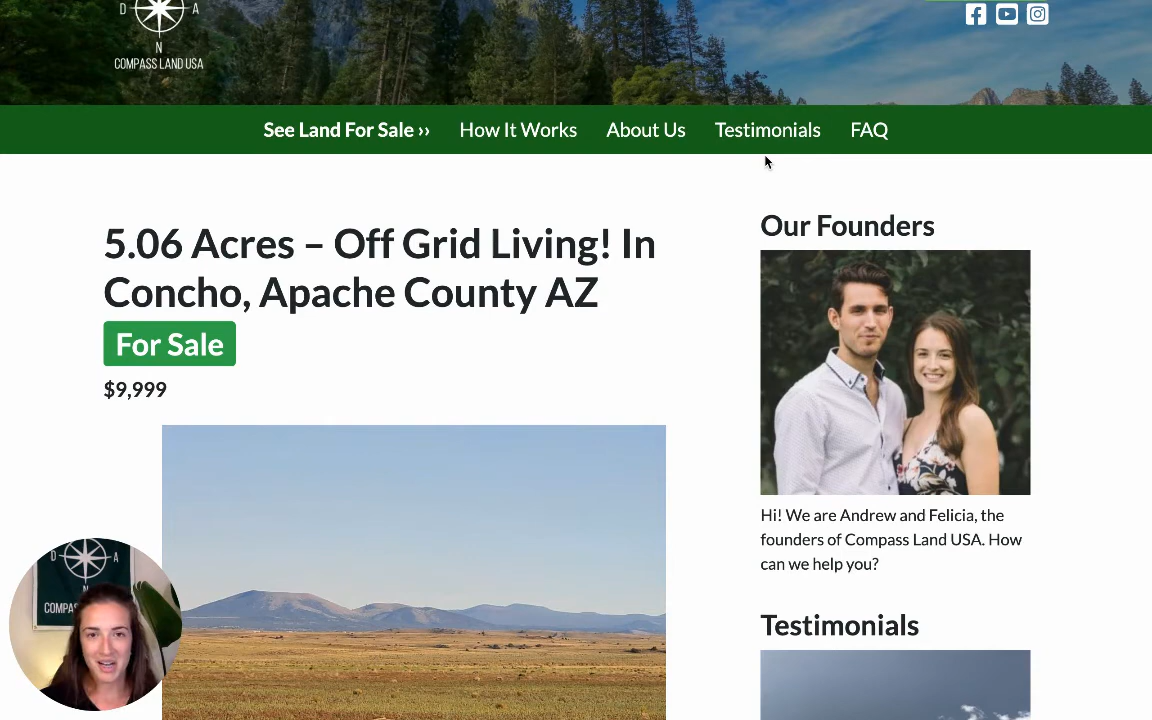 D A
N
COMPASS LAND USA
See Land For Sale ›› How It Works About Us Testimonials FAQ
5.06 Acres – Off Grid Living! In
Concho, Apache County AZ
For Sale
$9,999
Our Founders
Hi! We are Andrew and Felicia, the
founders of Compass Land USA. How
can we help you?
Testimonials
D A
N